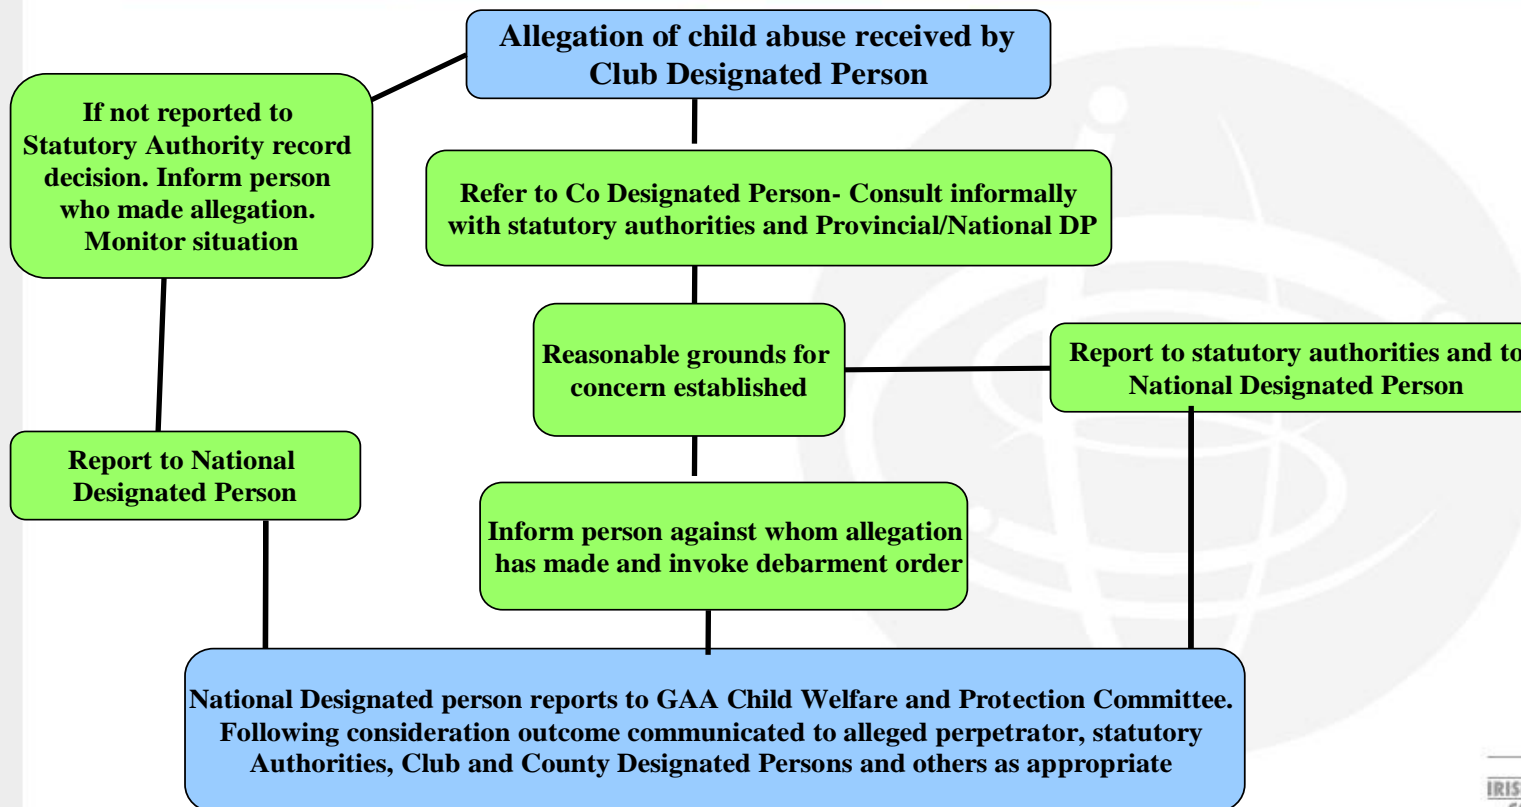 Allegation of child abuse received by
Club Designated Person
If not reported to
Statutory Authority record
decision. Inform person
who made allegation.
Monitor situation
Refer to Co Designated Person- Consult informally
with statutory authorities and Provincial/National DP
Reasonable grounds for
concern established
Report to statutory authorities and to
National Designated Person
Report to National
Designated Person
Inform person against whom allegation
has made and invoke debarment order
National Designated person reports to GAA Child Welfare and Protection Committee.
Following consideration outcome communicated to alleged perpetrator, statutory
Authorities, Club and County Designated Persons and others as appropriate